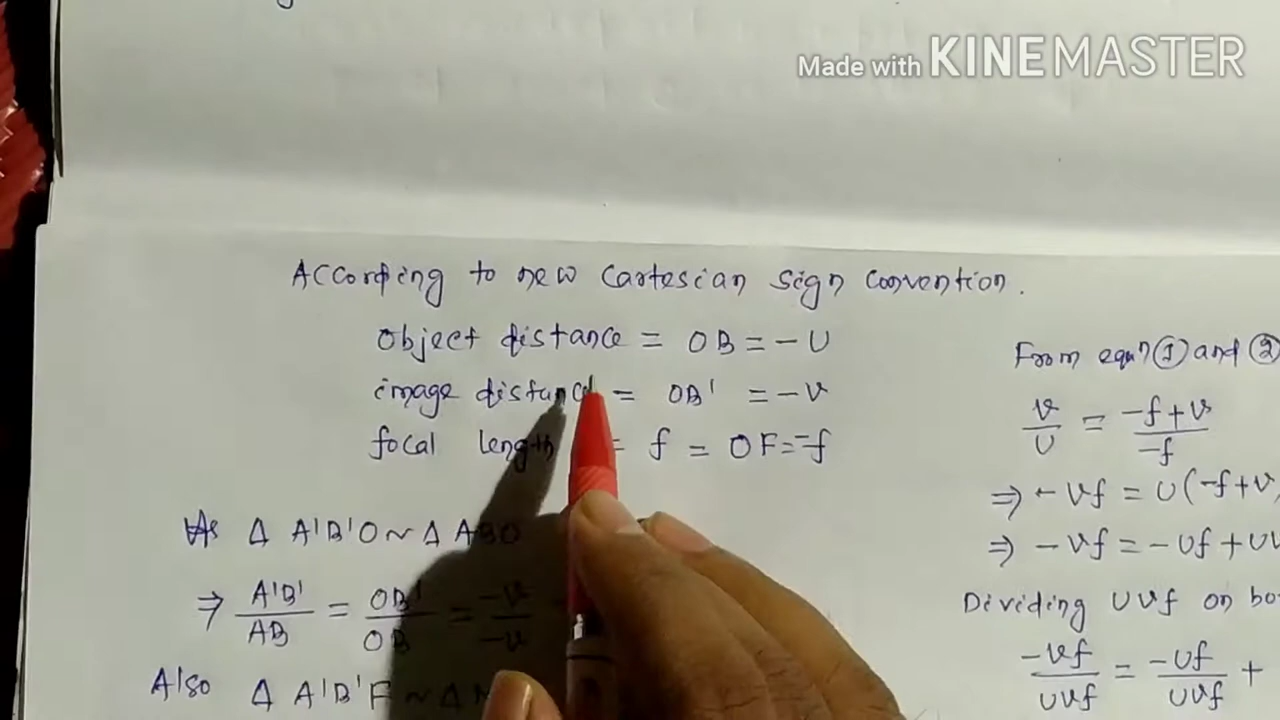 Made with KINEMASTER
According to new Cartesian Sign Convention.
Object distance = OB = -U
image distance = OB' = -v
focal length = f = OF = -f
As Δ A'B'O ~ Δ ABO
⇒ A'B'/AB = OB'/OB = -v/-v
Also Δ A'B'F ~ Δ
From eqn ① and ②
v/U = -f+v/-f
⇒ -vf = U(-f+v
⇒ -vf = -Uf + U
Dividing UVf on
-vf/UVf = -Uf/UVf +